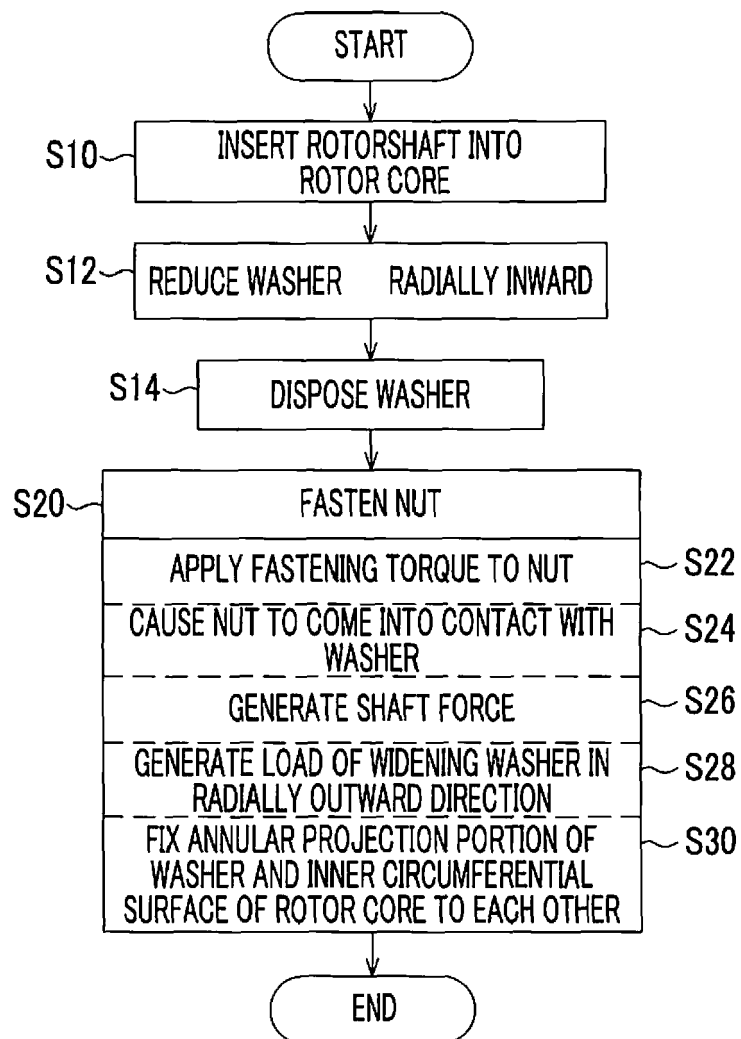 START
S10
INSERT ROTORSHAFT INTO
ROTOR CORE
S12
REDUCE WASHER RADIALLY INWARD
S14
DISPOSE WASHER
S20
FASTEN NUT
APPLY FASTENING TORQUE TO NUT
S22
CAUSE NUT TO COME INTO CONTACT WITH
WASHER
S24
GENERATE SHAFT FORCE
S26
GENERATE LOAD OF WIDENING WASHER IN
RADIALLY OUTWARD DIRECTION
S28
FIX ANNULAR PROJECTION PORTION OF
WASHER AND INNER CIRCUMFERENTIAL
SURFACE OF ROTOR CORE TO EACH OTHER
S30
END